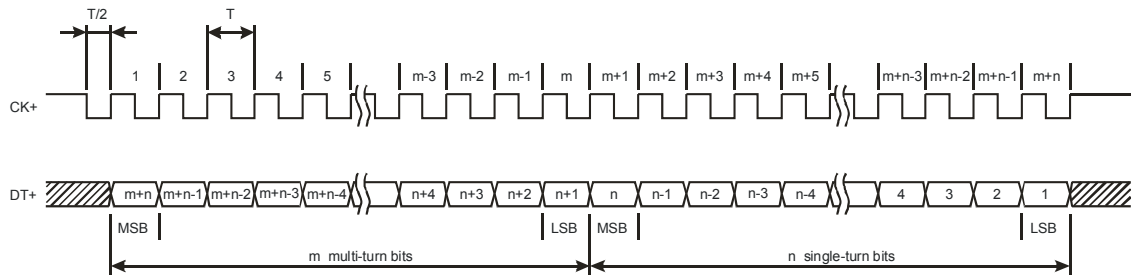 T/2 T
1 2 3 4 5 m-3 m-2 m-1 m m+1 m+2 m+3 m+4 m+5 m+n-3 m+n-2 m+n-1 m+n
CK+
DT+ m+n m+n-1 m+n-2 m+n-3 m+n-4 n+4 n+3 n+2 n+1 n n-1 n-2 n-3 n-4 4 3 2 1
MSB LSB MSB LSB
m multi-turn bits n single-turn bits